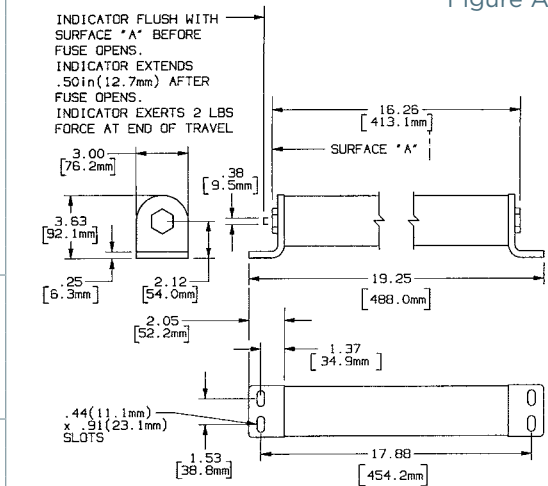 Figure A
INDICATOR FLUSH WITH
SURFACE "A" BEFORE
FUSE OPENS.
INDICATOR EXTENDS
.50in(12.7mm) AFTER
FUSE OPENS.
INDICATOR EXERTS 2 LBS
FORCE AT END OF TRAVEL
16.26
[413.1mm]
SURFACE "A"
3.00
[76.2mm]
.38
[9.5mm]
3.63
[92.1mm]
.25
[6.3mm]
2.12
[54.0mm]
19.25
[488.0mm]
2.05
[52.2mm]
1.37
[34.9mm]
.44(11.1mm)
x .91(23.1mm)
SLOTS
1.53
[38.8mm]
17.88
[454.2mm]